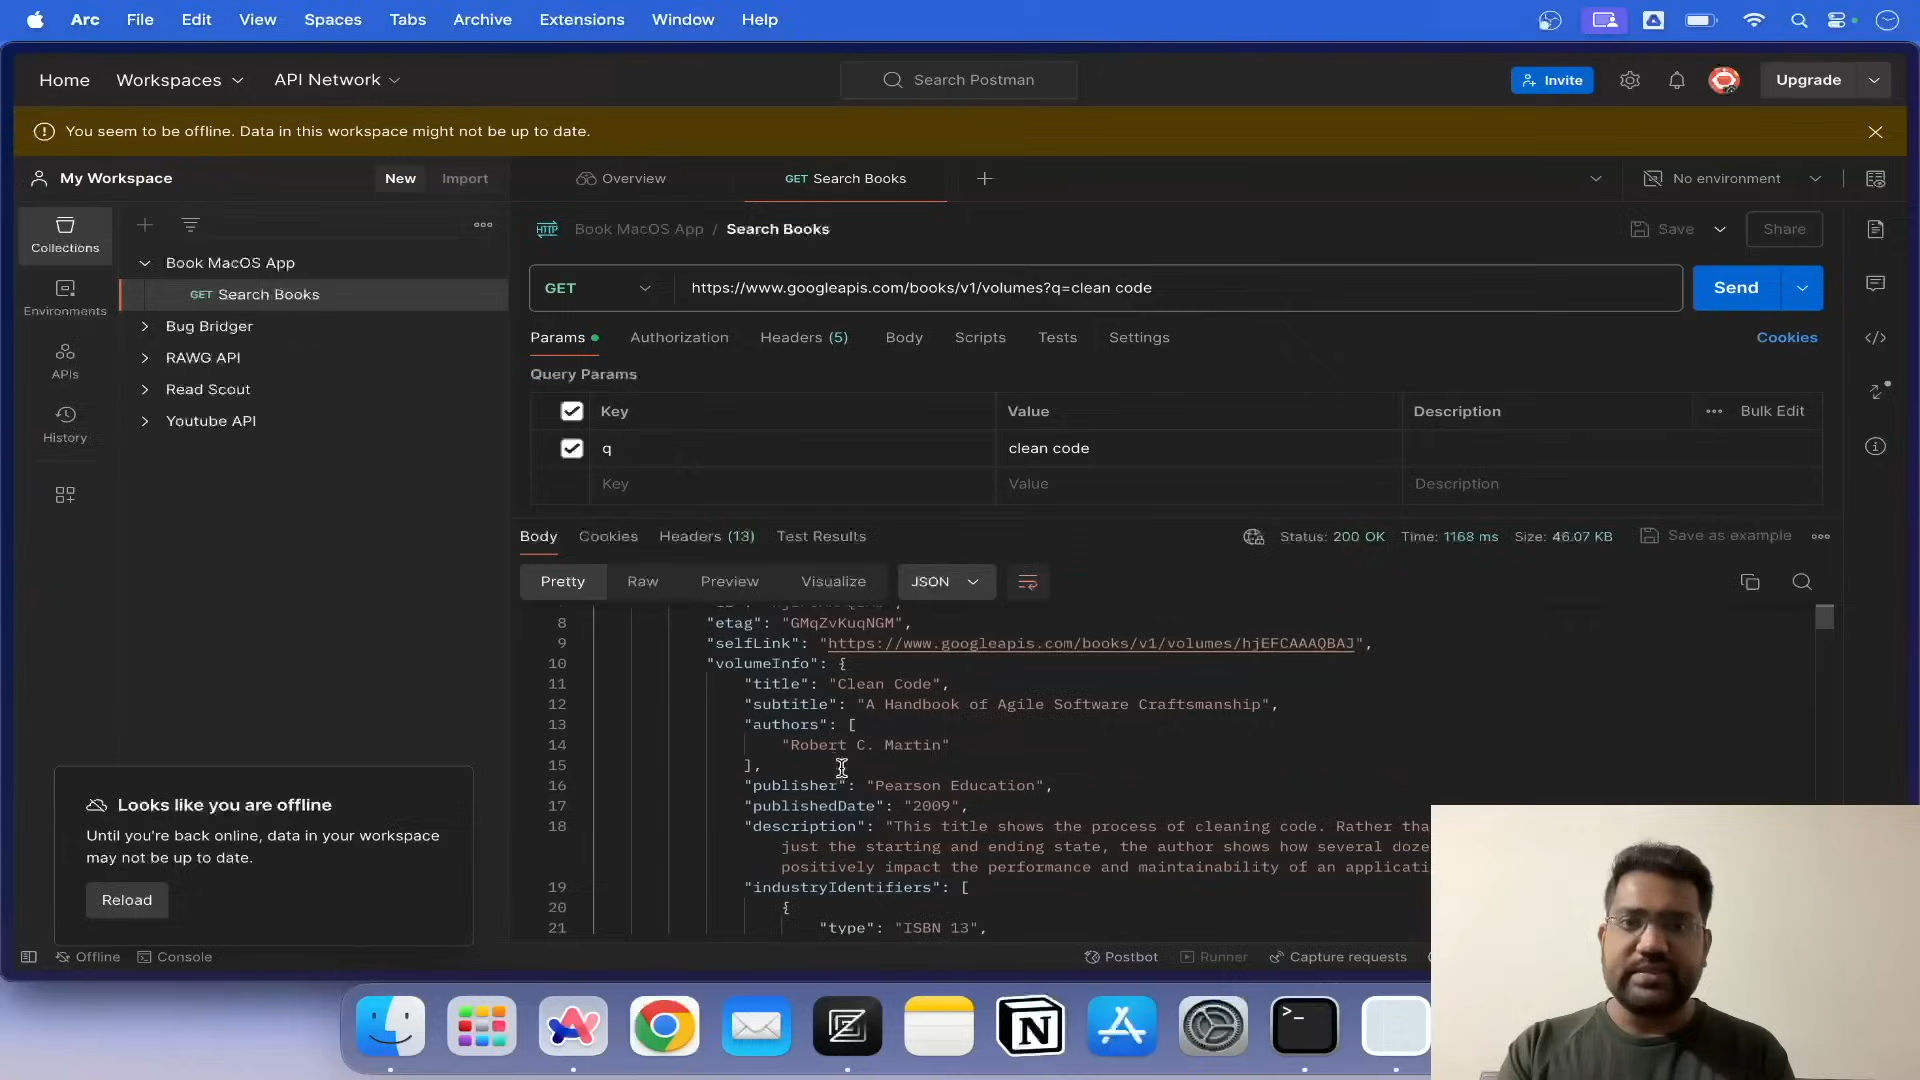 Arc File Edit View Spaces Tabs Archive Extensions Window Help
Home Workspaces API Network Search Postman Invite Upgrade
You seem to be offline. Data in this workspace might not be up to date.
My Workspace New Import Overview GET Search Books No environment
Collections
Book MacOS App
GET Search Books
Bug Bridger
RAWG API
Read Scout
Youtube API
Environments
APIs
History
Book MacOS App / Search Books Save Share
GET https://www.googleapis.com/books/v1/volumes?q=clean code Send
Params Authorization Headers (5) Body Scripts Tests Settings Cookies
Query Params
Key Value Description Bulk Edit
q clean code
Key Value Description
Body Cookies Headers (13) Test Results Status: 200 OK Time: 1168 ms Size: 46.07 KB Save as example
Pretty Raw Preview Visualize JSON
8 "etag": "GMqZvKuqNGM",
9 "selfLink": "https://www.googleapis.com/books/v1/volumes/hjEFCAAAQBAJ",
10 "volumeInfo": {
11 "title": "Clean Code",
12 "subtitle": "A Handbook of Agile Software Craftsmanship",
13 "authors": [
14 "Robert C. Martin"
15 ],
16 "publisher": "Pearson Education",
17 "publishedDate": "2009",
18 "description": "This title shows the process of cleaning code. Rather tha
just the starting and ending state, the author shows how several doze
positively impact the performance and maintainability of an applicati
19 "industryIdentifiers": [
20 {
21 "type": "ISBN 13",
Looks like you are offline
Until you're back online, data in your workspace
may not be up to date.
Reload
Offline Console Postbot Runner Capture requests